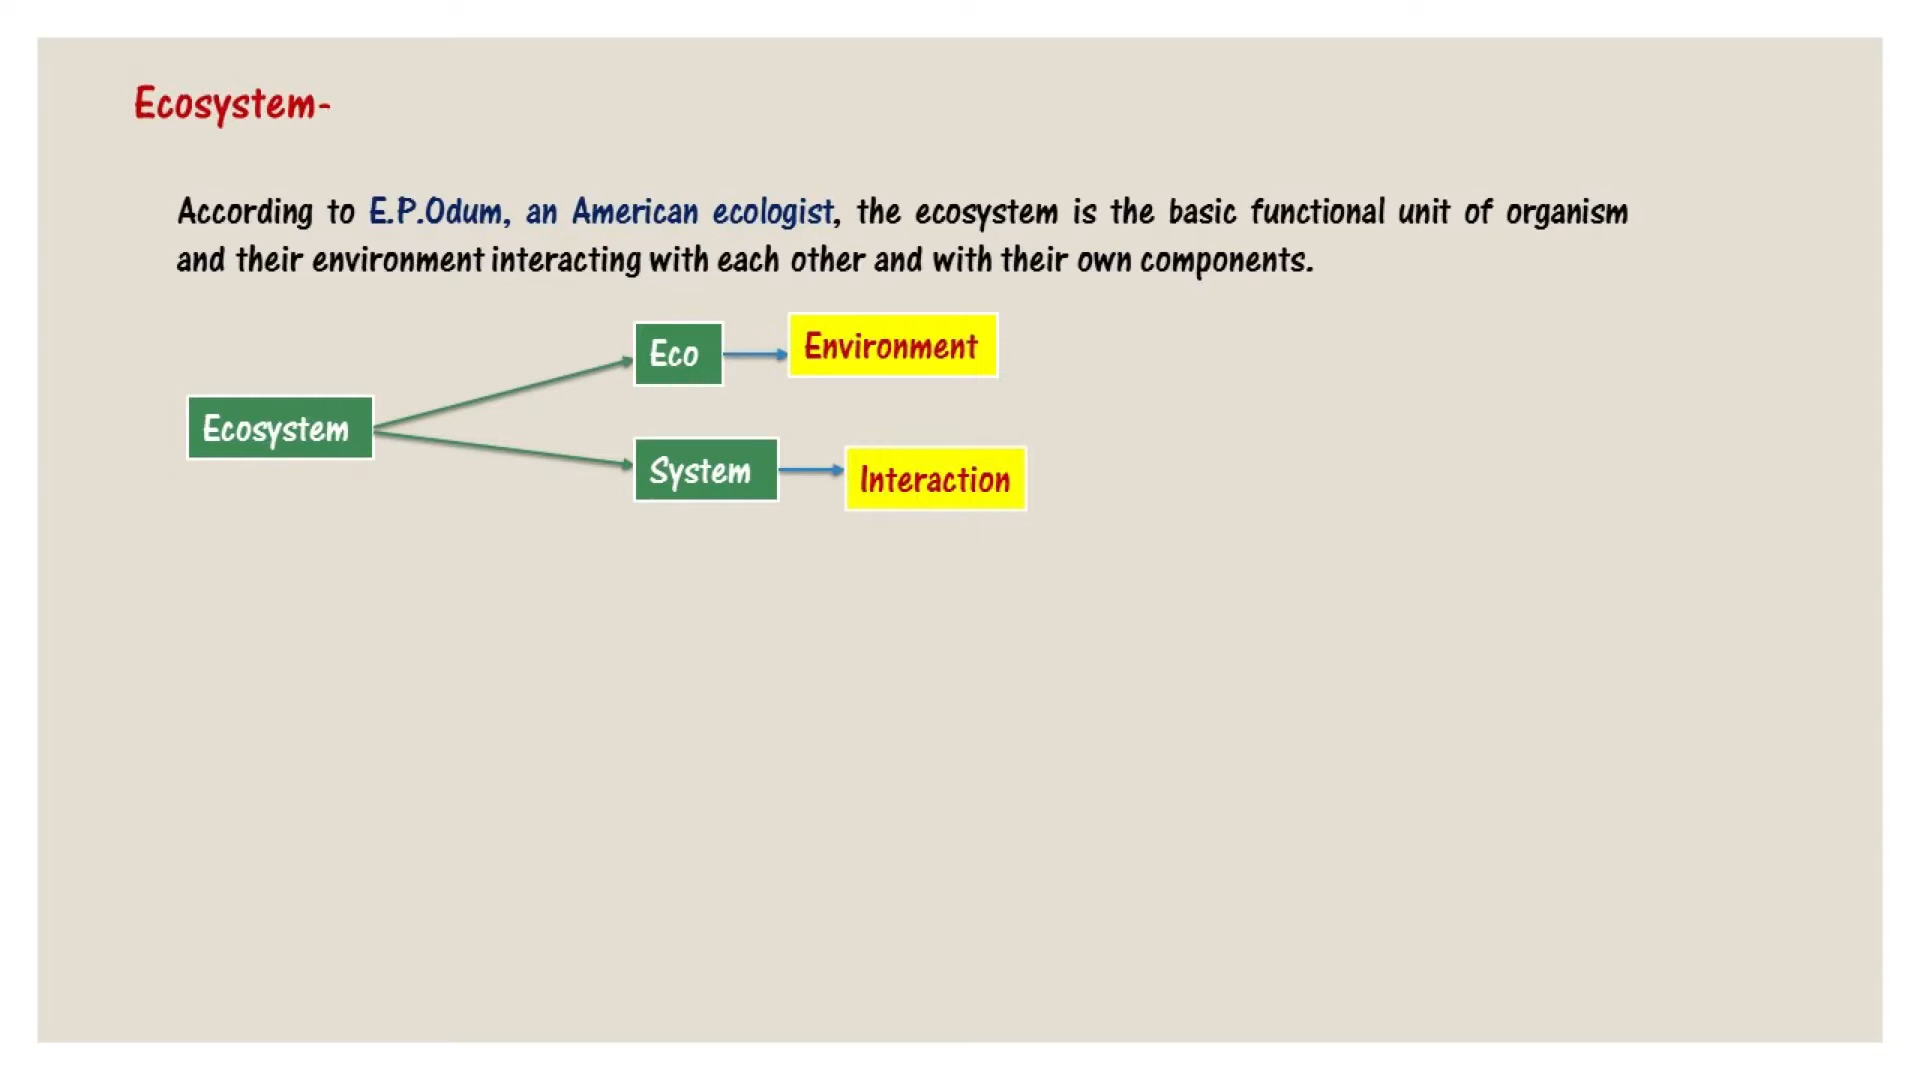 Ecosystem-
According to E.P.Odum, an American ecologist, the ecosystem is the basic functional unit of organism
and their environment interacting with each other and with their own components.
Eco
Environment
Ecosystem
System
Interaction